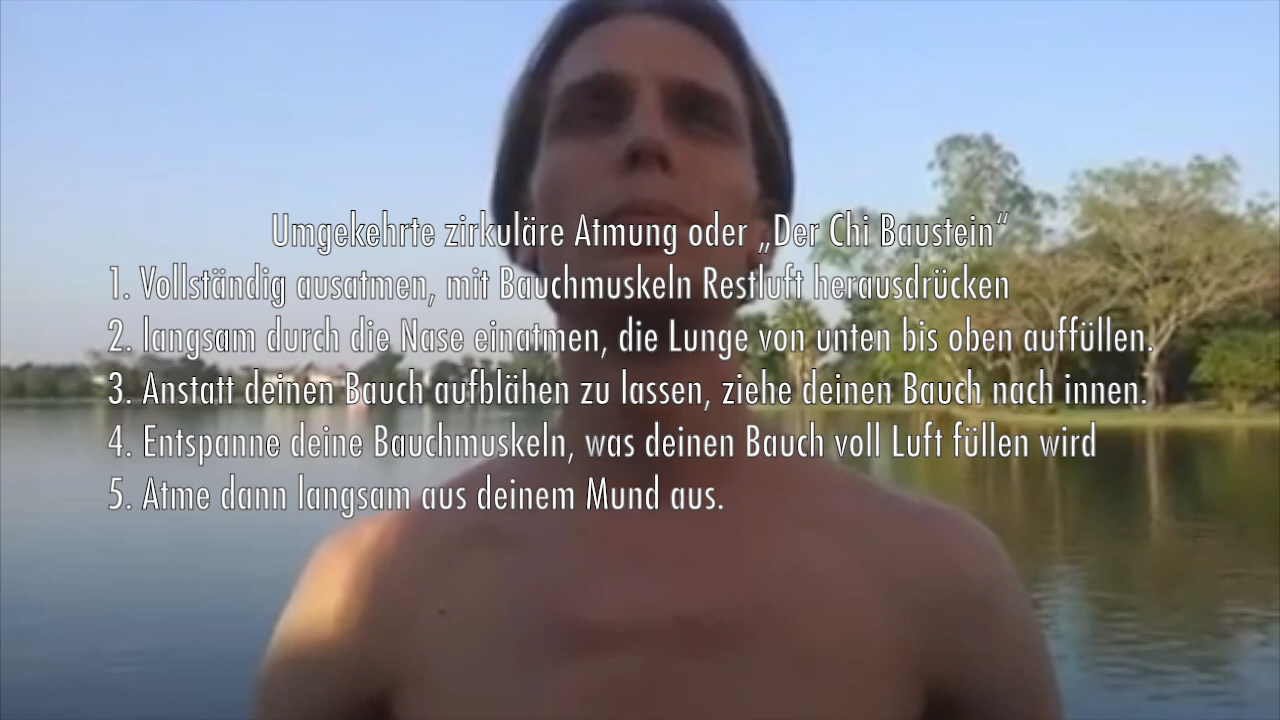 Umgekehrte zirkuläre Atmung oder „Der Chi Baustein“
1. Vollständig ausatmen, mit Bauchmuskeln Restluft herausdrücken
2. langsam durch die Nase einatmen, die Lunge von unten bis oben auffüllen.
3. Anstatt deinen Bauch aufblähen zu lassen, ziehe deinen Bauch nach innen.
4. Entspanne deine Bauchmuskeln, was deinen Bauch voll Luft füllen wird
5. Atme dann langsam aus deinem Mund aus.